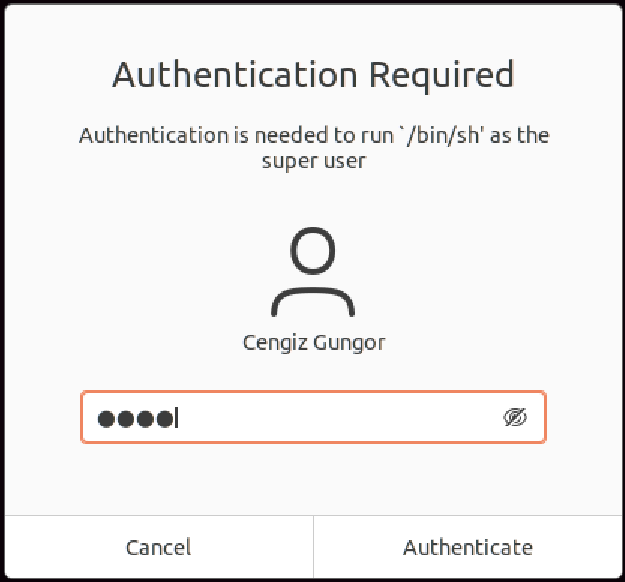 Authentication Required
Authentication is needed to run `/bin/sh' as the
super user
Cengiz Gungor
●●●●
Cancel
Authenticate